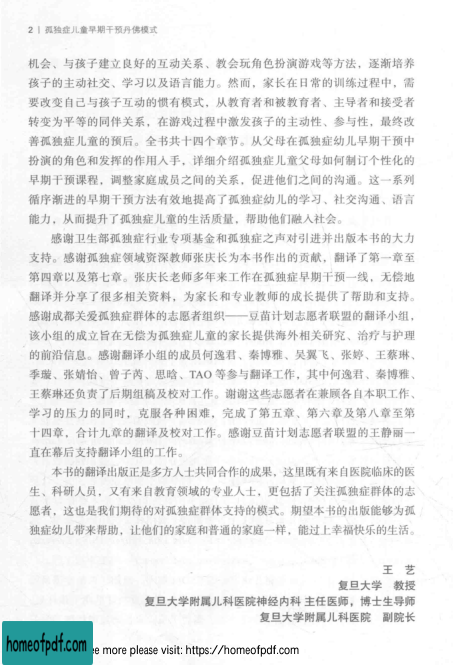 2 | 孤独症儿童早期干预丹佛模式
机会、与孩子建立良好的互动关系、教会玩角色扮演游戏等方法，逐渐培养
孩子的主动社交、学习以及语言能力。然而，家长在日常的训练过程中，需
要改变自己与孩子互动的惯有模式，从教育者和被教育者、主导者和接受者
转变为平等的同伴关系，在游戏过程中激发孩子的主动性、参与性，最终改
善孤独症儿童的预后。全书共十四个章节。从父母在孤独症幼儿早期干预中
扮演的角色和发挥的作用入手，详细介绍孤独症儿童父母如何制订个性化的
早期干预课程，调整家庭成员之间的关系，促进他们之间的沟通。这一系列
循序渐进的早期干预方法有效地提高了孤独症幼儿的学习、社交沟通、语言
能力，从而提升了孤独症儿童的生活质量，帮助他们融入社会。
感谢卫生部孤独症行业专项基金和孤独症之声对引进并出版本书的大力
支持。感谢孤独症领域资深教师张庆长为本书作出的贡献，翻译了第一章至
第四章以及第七章。张庆长老师多年来工作在孤独症早期干预一线，无偿地
翻译并分享了很多相关资料，为家长和专业教师的成长提供了帮助和支持。
感谢成都关爱孤独症群体的志愿者组织——豆苗计划志愿者联盟的翻译小组，
该小组的成立旨在无偿为孤独症儿童的家长提供海外相关研究、治疗与护理
的前沿信息。感谢翻译小组的成员何逸君、秦博雅、吴翼飞、张婷、王蔡琳、
季璇、张婧怡、曾子芮、思晗、TAO 等参与翻译工作，其中何逸君、秦博雅、
王蔡琳还负责了后期组稿及校对工作。谢谢这些志愿者在兼顾各自本职工作、
学习的压力的同时，克服各种困难，完成了第五章、第六章及第八章至第
十四章，合计九章的翻译及校对工作。感谢豆苗计划志愿者联盟的王静丽一
直在幕后支持翻译小组的工作。
本书的翻译出版正是多方人士共同合作的成果，这里既有来自医院临床的医
生、科研人员，又有来自教育领域的专业人士，更包括了关注孤独症群体的志
愿者，这也是我们期待的对孤独症群体支持的模式。期望本书的出版能够为孤
独症幼儿带来帮助，让他们的家庭和普通的家庭一样，能过上幸福快乐的生活。
王 艺
复旦大学 教授
复旦大学附属儿科医院神经内科 主任医师，博士生导师
复旦大学附属儿科医院 副院长
homeofpdf.com
e more please visit: https://homeofpdf.com